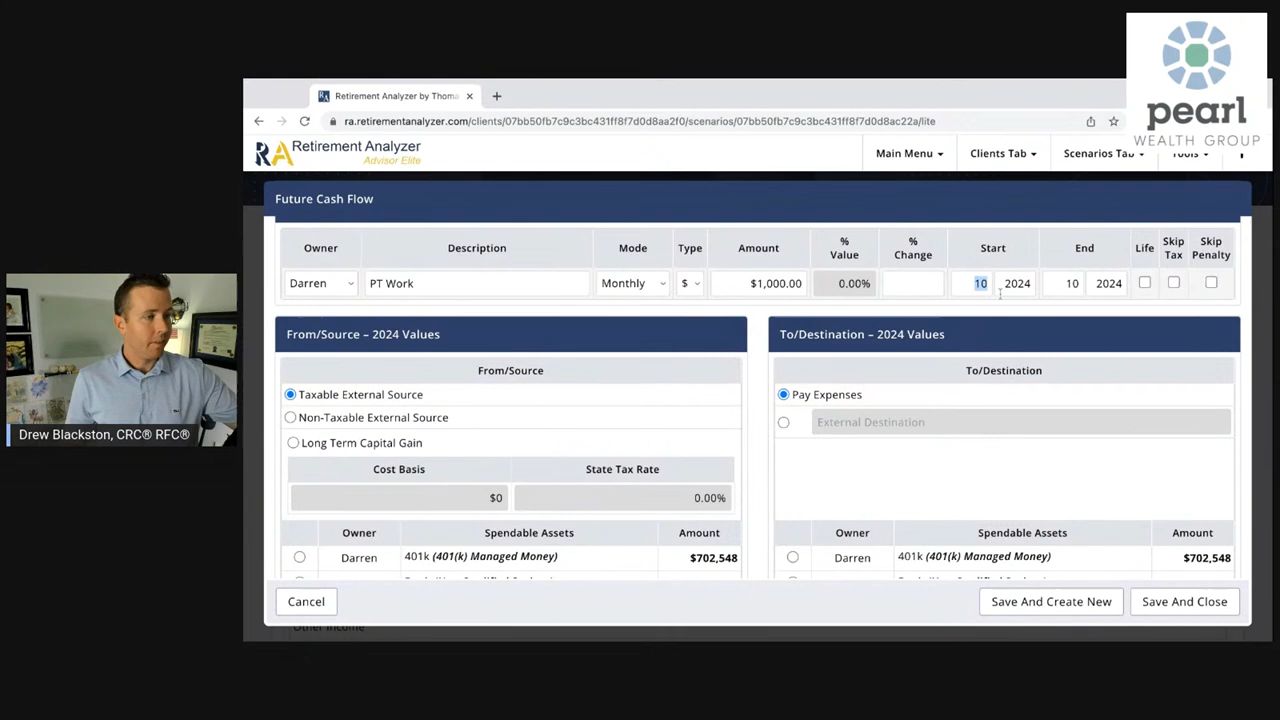 pearl
WEALTH GROUP
Retirement Analyzer by Thoma
ra.retirementanalyzer.com/clients/07bb50fb7c9c3bc431ff8f7d0d8aa2f0/scenarios/07bb50fb7c9c3bc431ff8f7d0d8ac22a/lite
RA Retirement Analyzer
Advisor Elite
Main Menu
Clients Tab
Scenarios Tab
Tools
Future Cash Flow
Owner Description Mode Type Amount % Value % Change Start End Life Skip Tax Skip Penalty
Darren PT Work Monthly $ $1,000.00 0.00% 10 2024 10 2024
From/Source – 2024 Values
From/Source
Taxable External Source
Non-Taxable External Source
Long Term Capital Gain
Cost Basis State Tax Rate
$0 0.00%
Owner Spendable Assets Amount
Darren 401k (401(k) Managed Money) $702,548
To/Destination – 2024 Values
To/Destination
Pay Expenses
External Destination
Owner Spendable Assets Amount
Darren 401k (401(k) Managed Money) $702,548
Cancel
Save And Create New
Save And Close
Other Income
Drew Blackston, CRC® RFC®